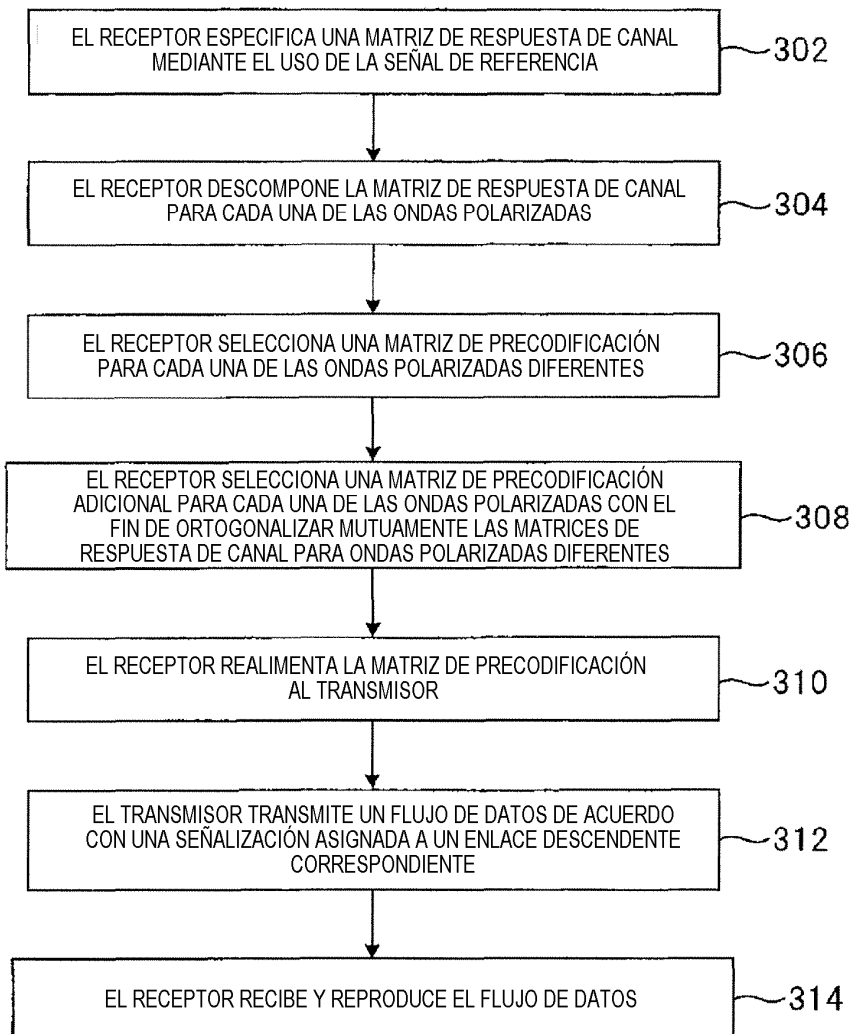 EL RECEPTOR ESPECIFICA UNA MATRIZ DE RESPUESTA DE CANAL
MEDIANTE EL USO DE LA SEÑAL DE REFERENCIA
302
EL RECEPTOR DESCOMPONE LA MATRIZ DE RESPUESTA DE CANAL
PARA CADA UNA DE LAS ONDAS POLARIZADAS
304
EL RECEPTOR SELECCIONA UNA MATRIZ DE PRECODIFICACIÓN
PARA CADA UNA DE LAS ONDAS POLARIZADAS DIFERENTES
306
EL RECEPTOR SELECCIONA UNA MATRIZ DE PRECODIFICACIÓN
ADICIONAL PARA CADA UNA DE LAS ONDAS POLARIZADAS CON EL
FIN DE ORTOGONALIZAR MUTUAMENTE LAS MATRICES DE
RESPUESTA DE CANAL PARA ONDAS POLARIZADAS DIFERENTES
308
EL RECEPTOR REALIMENTA LA MATRIZ DE PRECODIFICACIÓN
AL TRANSMISOR
310
EL TRANSMISOR TRANSMITE UN FLUJO DE DATOS DE ACUERDO
CON UNA SEÑALIZACIÓN ASIGNADA A UN ENLACE DESCENDENTE
CORRESPONDIENTE
312
EL RECEPTOR RECIBE Y REPRODUCE EL FLUJO DE DATOS
314